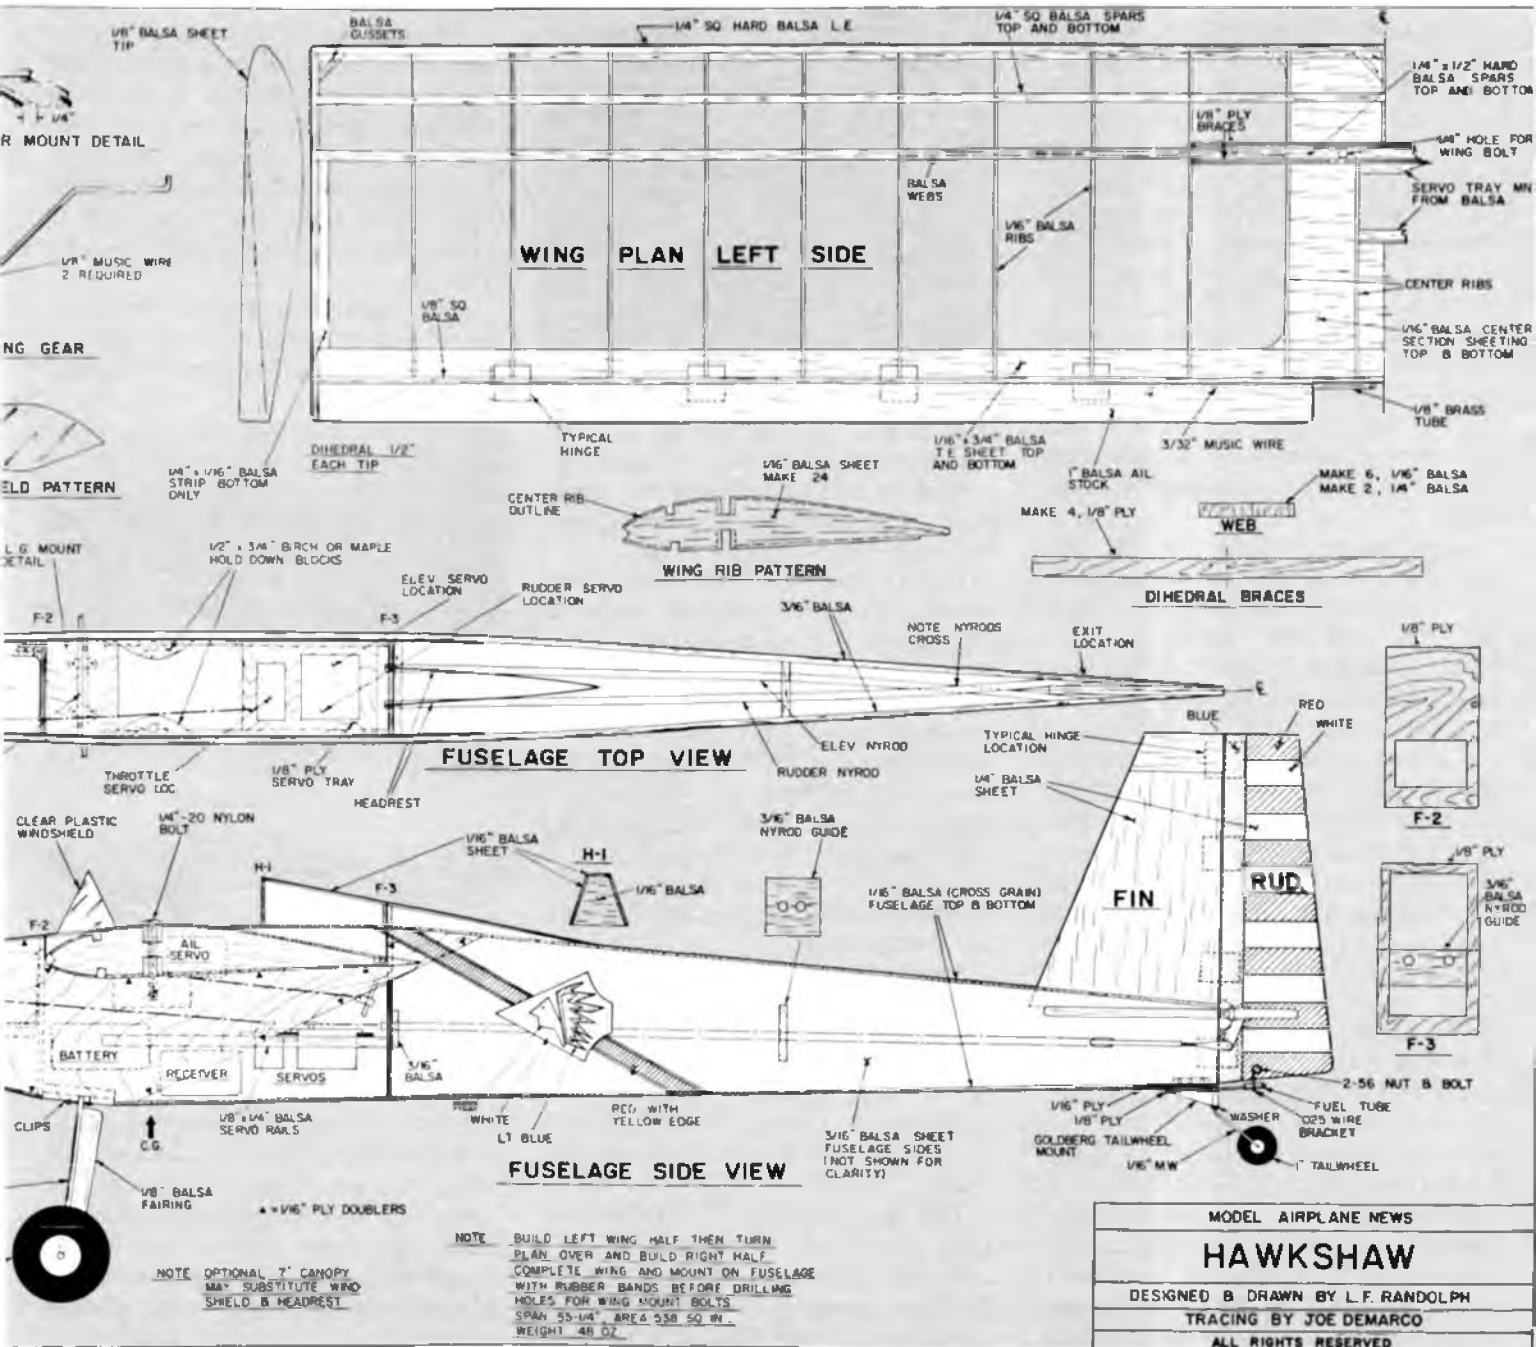 1/8" BALSA SHEET
TIP
BALSA
GUSSETS
1/4" SQ HARD BALSA L.E.
1/4" SQ BALSA SPARS
TOP AND BOTTOM
1/4" x 1/2" HARD
BALSA SPARS
TOP AND BOTTOM
1/4"
R MOUNT DETAIL
1/8" PLY
BRACES
1/4" HOLE FOR
WING BOLT
BALSA
WEBS
SERVO TRAY MN
FROM BALSA
1/16" BALSA
RIBS
WING PLAN LEFT SIDE
1/8" MUSIC WIRE
2 REQUIRED
CENTER RIBS
1/8" SQ
BALSA
1/16" BALSA CENTER
SECTION SHEETING
TOP & BOTTOM
NG GEAR
1/8" BRASS
TUBE
TYPICAL
HINGE
DIHEDRAL 1/2"
EACH TIP
1/16" x 3/4" BALSA
T E SHEET TOP
AND BOTTOM
3/32" MUSIC WIRE
1" BALSA AIL
STOCK
1/4" x 1/16" BALSA
STRIP BOTTOM
ONLY
ELD PATTERN
1/16" BALSA SHEET
MAKE 24
CENTER RIB
OUTLINE
MAKE 6, 1/16" BALSA
MAKE 2, 1/4" BALSA
MAKE 4, 1/8" PLY
WEB
WING RIB PATTERN
DIHEDRAL BRACES
L G MOUNT
DETAIL
1/2" x 3/4" BIRCH OR MAPLE
HOLD DOWN BLOCKS
ELEV SERVO
LOCATION
RUDDER SERVO
LOCATION
F-2
F-3
3/16" BALSA
NOTE NYRODS
CROSS
EXIT
LOCATION
1/8" PLY
F-2
FUSELAGE TOP VIEW
ELEV NYROD
RUDDER NYROD
THROTTLE
SERVO LOC
1/8" PLY
SERVO TRAY
HEADREST
BLUE
RED
WHITE
TYPICAL HINGE
LOCATION
1/4" BALSA
SHEET
CLEAR PLASTIC
WINDSHIELD
1/4"-20 NYLON
BOLT
1/16" BALSA
SHEET
H-1
H-1
1/16" BALSA
3/16" BALSA
NYROD GUIDE
F-3
F-2
1/16" BALSA (CROSS GRAIN)
FUSELAGE TOP & BOTTOM
FIN
RUD.
1/8" PLY
3/16"
BALSA
NYROD
GUIDE
F-3
AIL
SERVO
BATTERY
RECEIVER
SERVOS
3/16"
BALSA
CLIPS
C.G.
1/8 x 1/4" BALSA
SERVO RAILS
WHITE
LT BLUE
RED WITH
YELLOW EDGE
3/16" BALSA SHEET
FUSELAGE SIDES
(NOT SHOWN FOR
CLARITY)
1/16" PLY
1/8" PLY
GOLDBERG TAILWHEEL
MOUNT
1/16" M.W.
WASHER
2-56 NUT & BOLT
FUEL TUBE
.025 WIRE
BRACKET
1" TAILWHEEL
FUSELAGE SIDE VIEW
1/8" BALSA
FAIRING
▲ = 1/16" PLY DOUBLERS
NOTE OPTIONAL 7" CANOPY
MAY SUBSTITUTE WIND
SHIELD & HEADREST
NOTE BUILD LEFT WING HALF THEN TURN
PLAN OVER AND BUILD RIGHT HALF
COMPLETE WING AND MOUNT ON FUSELAGE
WITH RUBBER BANDS BEFORE DRILLING
HOLES FOR WING MOUNT BOLTS
SPAN 55-1/4", AREA 538 SQ IN.
WEIGHT 48 OZ
MODEL AIRPLANE NEWS
HAWKSHAW
DESIGNED & DRAWN BY L.F. RANDOLPH
TRACING BY JOE DEMARCO
ALL RIGHTS RESERVED